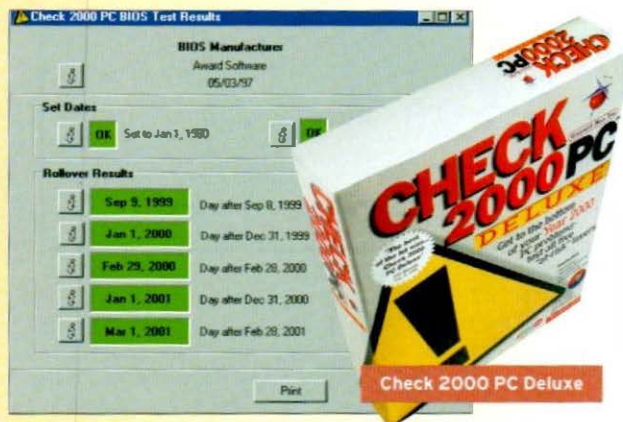 Check 2000 PC BIOS Test Results
BIOS Manufacturer
Award Software
05/03/97
Set Dates
OK Set to Jan 1, 1980
OK
Rollover Results
Sep 9, 1999 Day after Sep 8, 1999
Jan 1, 2000 Day after Dec 31, 1999
Feb 29, 2000 Day after Feb 28, 2000
Jan 1, 2001 Day after Dec 31, 2000
Mar 1, 2001 Day after Feb 28, 2001
Print
CHECK
2000PC
CHECK
2000PC
DELUXE
Get to the bottom
of your Year 2000
PC problems!
Check 2000 PC Deluxe